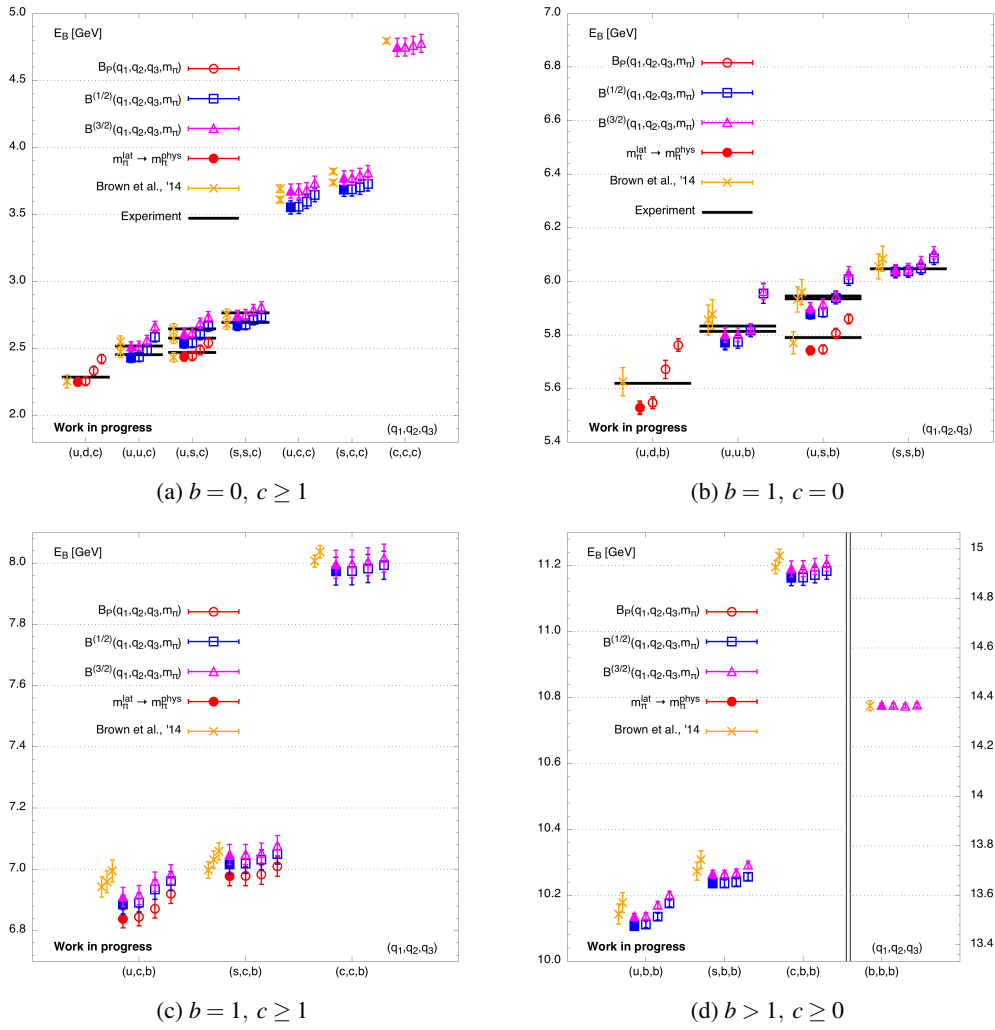 5.0
4.5
4.0
3.5
3.0
2.5
2.0
E_B [GeV]
B_P(q_1,q_2,q_3,m_π)
B^(1/2)(q_1,q_2,q_3,m_π)
B^(3/2)(q_1,q_2,q_3,m_π)
m_π^lat → m_π^phys
Brown et al., '14
Experiment
Work in progress
(q_1,q_2,q_3)
(u,d,c) (u,u,c) (u,s,c) (s,s,c) (u,c,c) (s,c,c) (c,c,c)
(a) b = 0, c ≥ 1
7.0
6.8
6.6
6.4
6.2
6.0
5.8
5.6
5.4
E_B [GeV]
B_P(q_1,q_2,q_3,m_π)
B^(1/2)(q_1,q_2,q_3,m_π)
B^(3/2)(q_1,q_2,q_3,m_π)
m_π^lat → m_π^phys
Brown et al., '14
Experiment
Work in progress
(q_1,q_2,q_3)
(u,d,b) (u,u,b) (u,s,b) (s,s,b)
(b) b = 1, c = 0
8.0
7.8
7.6
7.4
7.2
7.0
6.8
E_B [GeV]
B_P(q_1,q_2,q_3,m_π)
B^(1/2)(q_1,q_2,q_3,m_π)
B^(3/2)(q_1,q_2,q_3,m_π)
m_π^lat → m_π^phys
Brown et al., '14
Work in progress
(q_1,q_2,q_3)
(u,c,b) (s,c,b) (c,c,b)
(c) b = 1, c ≥ 1
11.2
11.0
10.8
10.6
10.4
10.2
10.0
E_B [GeV]
B_P(q_1,q_2,q_3,m_π)
B^(1/2)(q_1,q_2,q_3,m_π)
B^(3/2)(q_1,q_2,q_3,m_π)
m_π^lat → m_π^phys
Brown et al., '14
15
14.8
14.6
14.4
14.2
14
13.8
13.6
13.4
Work in progress
(q_1,q_2,q_3)
(u,b,b) (s,b,b) (c,b,b) (b,b,b)
(d) b > 1, c ≥ 0